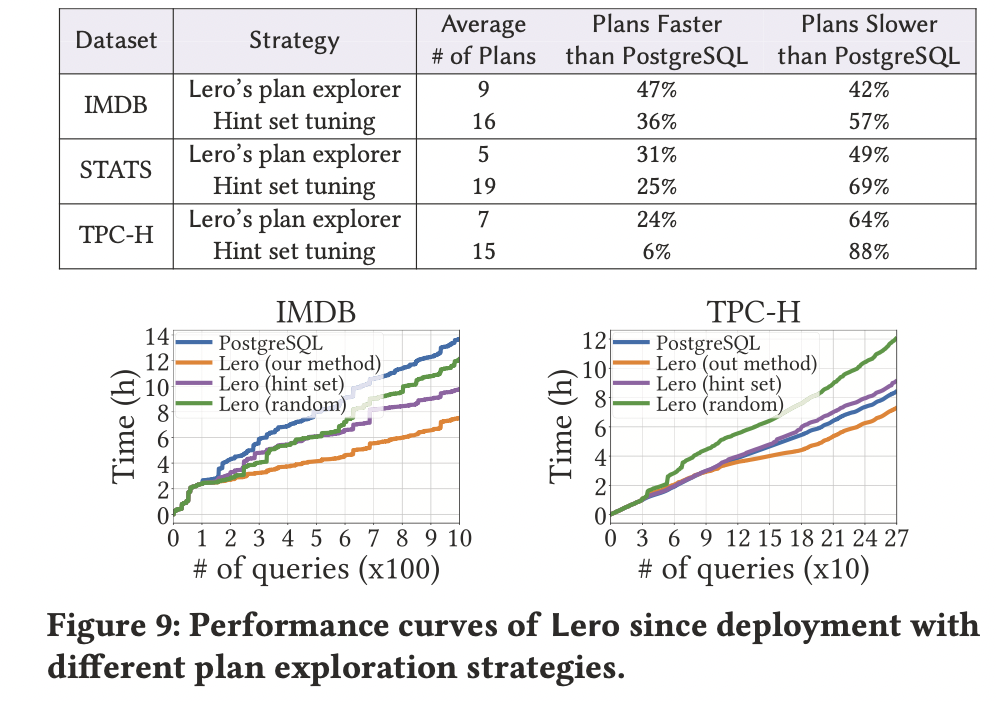 Dataset Strategy Average # of Plans Plans Faster than PostgreSQL Plans Slower than PostgreSQL
IMDB Lero's plan explorer 9 47% 42%
Hint set tuning 16 36% 57%
STATS Lero's plan explorer 5 31% 49%
Hint set tuning 19 25% 69%
TPC-H Lero's plan explorer 7 24% 64%
Hint set tuning 15 6% 88%
IMDB
Time (h)
14
12
10
8
6
4
2
0
PostgreSQL
Lero (our method)
Lero (hint set)
Lero (random)
0 1 2 3 4 5 6 7 8 9 10
# of queries (x100)
TPC-H
Time (h)
12
10
8
6
4
2
0
PostgreSQL
Lero (out method)
Lero (hint set)
Lero (random)
0 3 6 9 12 15 18 21 24 27
# of queries (x10)
Figure 9: Performance curves of Lero since deployment with
different plan exploration strategies.